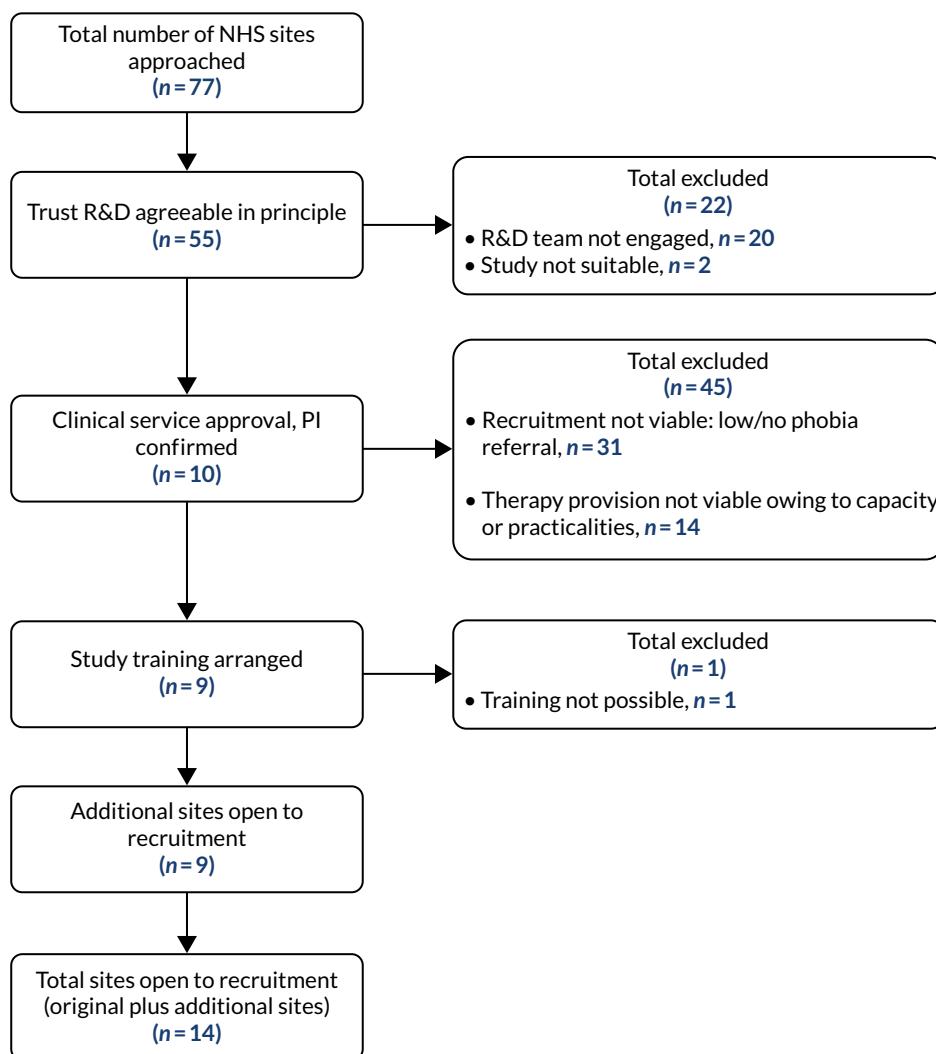 Total number of NHS sites
approached
(n=77)
Trust R&D agreeable in principle
(n=55)
Total excluded
(n=22)
• R&D team not engaged, n=20
• Study not suitable, n=2
Clinical service approval, PI
confirmed
(n=10)
Total excluded
(n=45)
• Recruitment not viable: low/no phobia
referral, n=31
• Therapy provision not viable owing to capacity
or practicalities, n=14
Study training arranged
(n=9)
Total excluded
(n=1)
• Training not possible, n=1
Additional sites open to
recruitment
(n=9)
Total sites open to recruitment
(original plus additional sites)
(n=14)